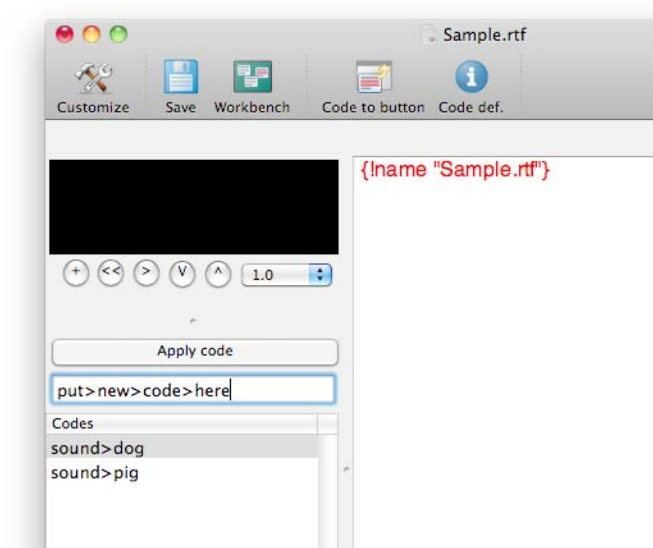 Sample.rtf
Customize Save Workbench Code to button Code def.
{!name "Sample.rtf"}
+ << > V ^ 1.0
Apply code
put>new>code>here
Codes
sound>dog
sound>pig